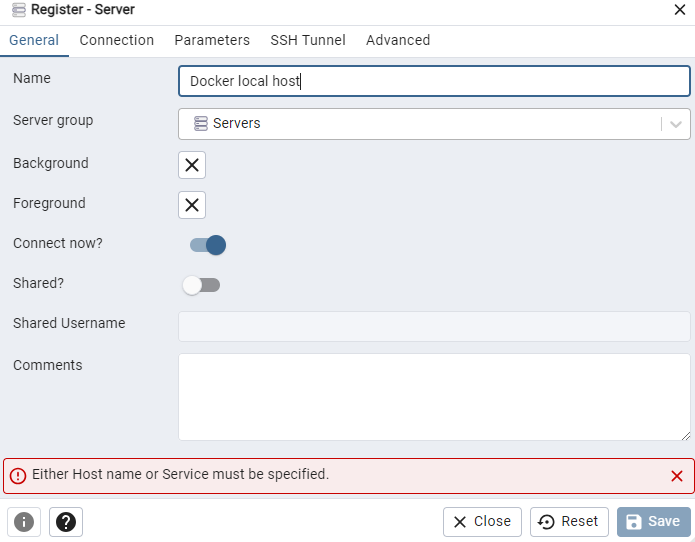 Register - Server
General Connection Parameters SSH Tunnel Advanced
Name Docker local host
Server group Servers
Background
Foreground
Connect now?
Shared?
Shared Username
Comments
Either Host name or Service must be specified.
Close Reset Save